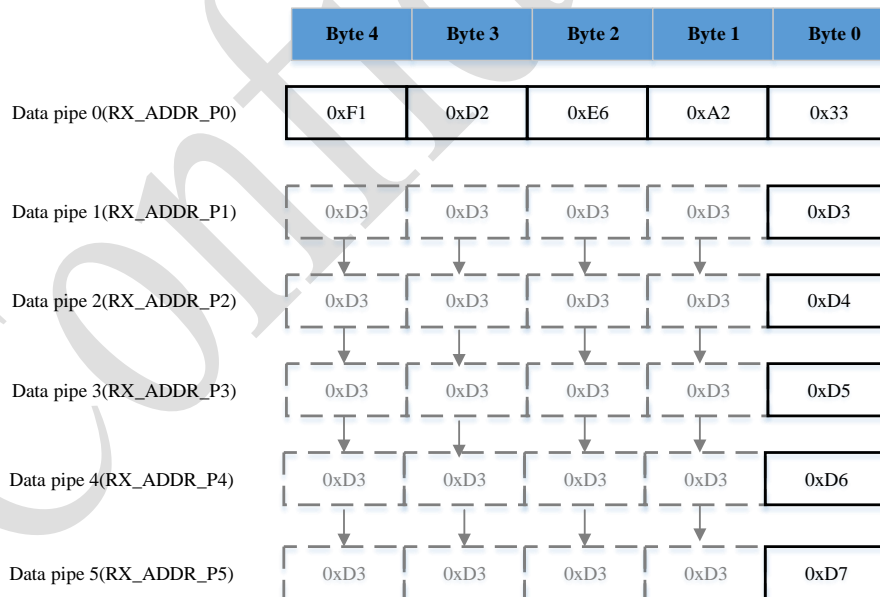 Byte 4 Byte 3 Byte 2 Byte 1 Byte 0
Data pipe 0(RX_ADDR_P0) 0xF1 0xD2 0xE6 0xA2 0x33
Data pipe 1(RX_ADDR_P1) 0xD3 0xD3 0xD3 0xD3 0xD3
Data pipe 2(RX_ADDR_P2) 0xD3 0xD3 0xD3 0xD3 0xD4
Data pipe 3(RX_ADDR_P3) 0xD3 0xD3 0xD3 0xD3 0xD5
Data pipe 4(RX_ADDR_P4) 0xD3 0xD3 0xD3 0xD3 0xD6
Data pipe 5(RX_ADDR_P5) 0xD3 0xD3 0xD3 0xD3 0xD7